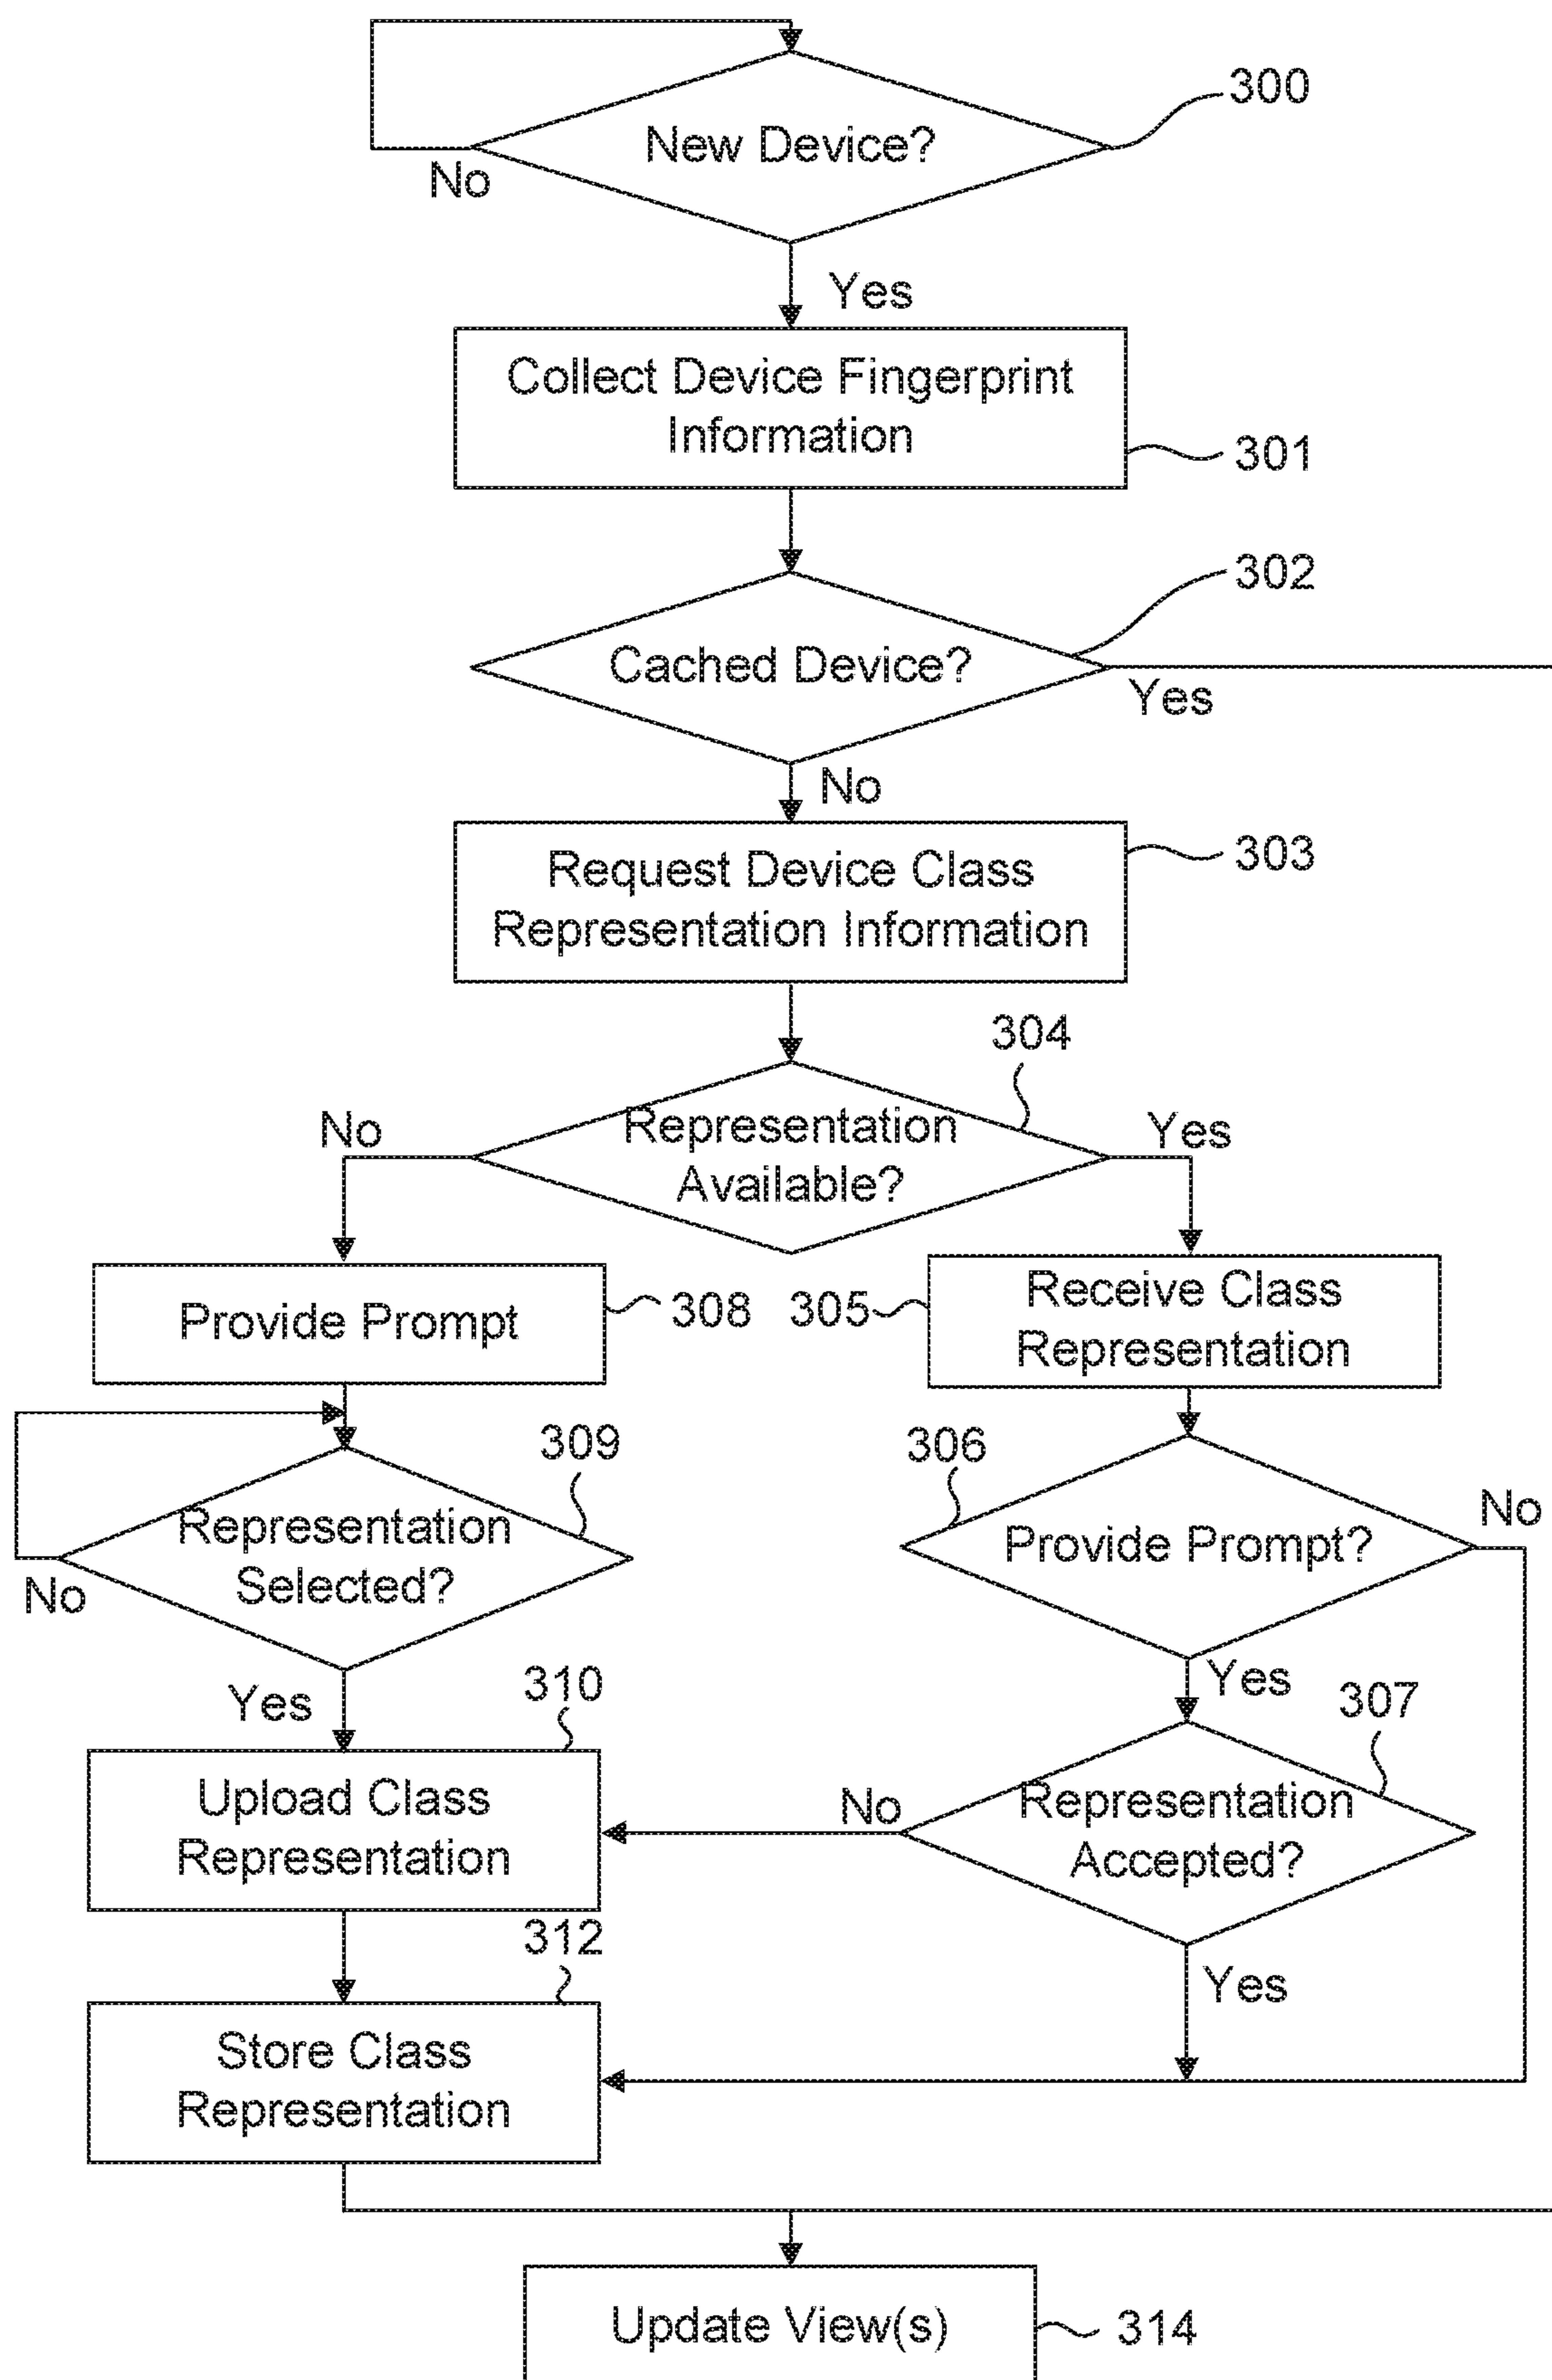 300
New Device?
No
Yes
Collect Device Fingerprint
Information
301
302
Cached Device?
Yes
No
Request Device Class
Representation Information
303
304
No
Representation
Available?
Yes
Provide Prompt
308
305
Receive Class
Representation
309
306
Representation
Selected?
No
Provide Prompt?
No
Yes
310
Yes
307
Upload Class
Representation
No
Representation
Accepted?
312
Yes
Store Class
Representation
Update View(s)
314